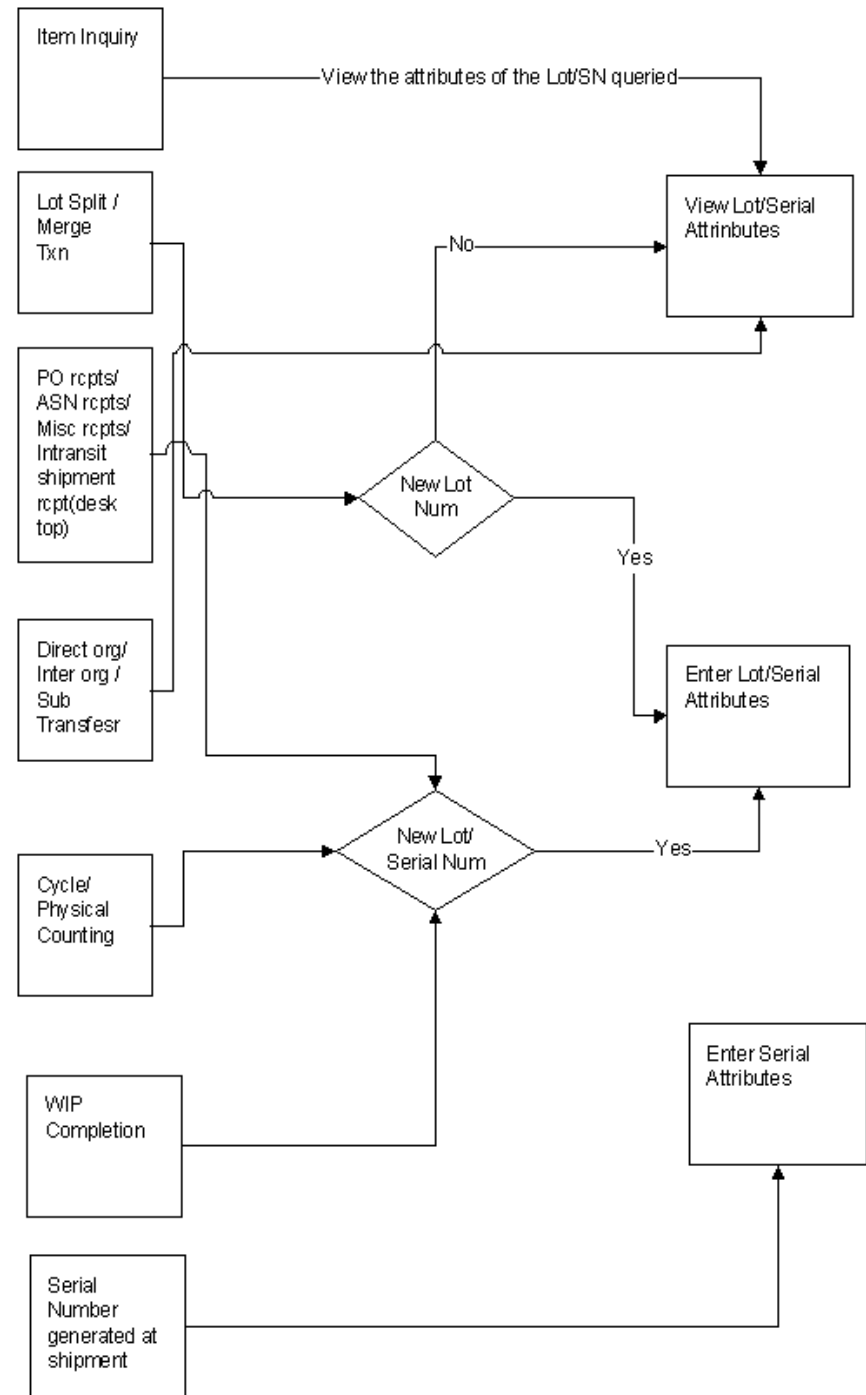 Item Inquiry
View the attributes of the Lot/SN queried
Lot Split /
Merge
Txn
View Lot/Serial
Attrinbutes
No
PO rcpts/
ASN rcpts/
Misc rcpts/
Intransit
shipment
rcpt(desk
top)
New Lot
Num
Yes
Direct org/
Inter org /
Sub
Transfesr
Enter Lot/Serial
Attributes
New Lot/
Serial Num
Yes
Cycle/
Physical
Counting
Enter Serial
Attributes
WIP
Completion
Serial
Number
generated at
shipment